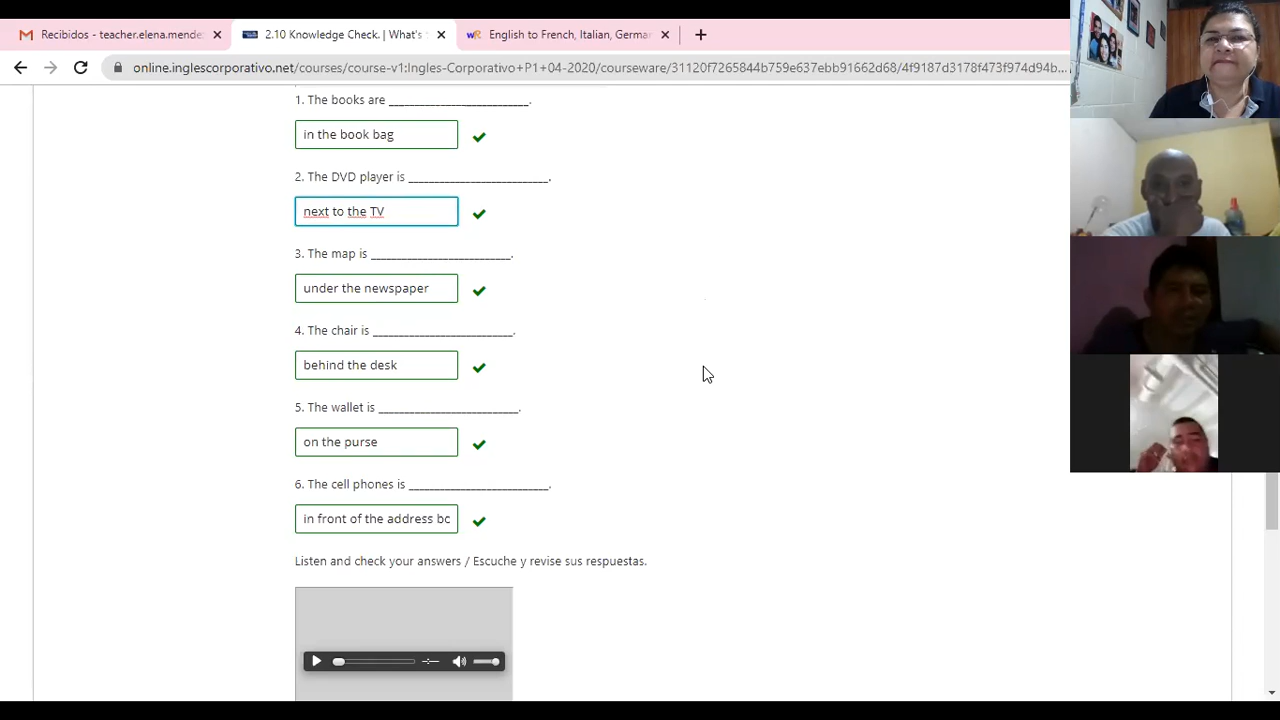 Recibidos - teacher.elena.mende
2.10 Knowledge Check. | What's
English to French, Italian, Germa
online.inglescorporativo.net/courses/course-v1:Ingles-Corporativo+P1+04-2020/courseware/31120f7265844b759e637ebb91662d68/4f9187d3178f473f974d94b...
1. The books are ______________________.
in the book bag
2. The DVD player is ______________________.
next to the TV
3. The map is ______________________.
under the newspaper
4. The chair is ______________________.
behind the desk
5. The wallet is ______________________.
on the purse
6. The cell phones is ______________________.
in front of the address bc
Listen and check your answers / Escuche y revise sus respuestas.